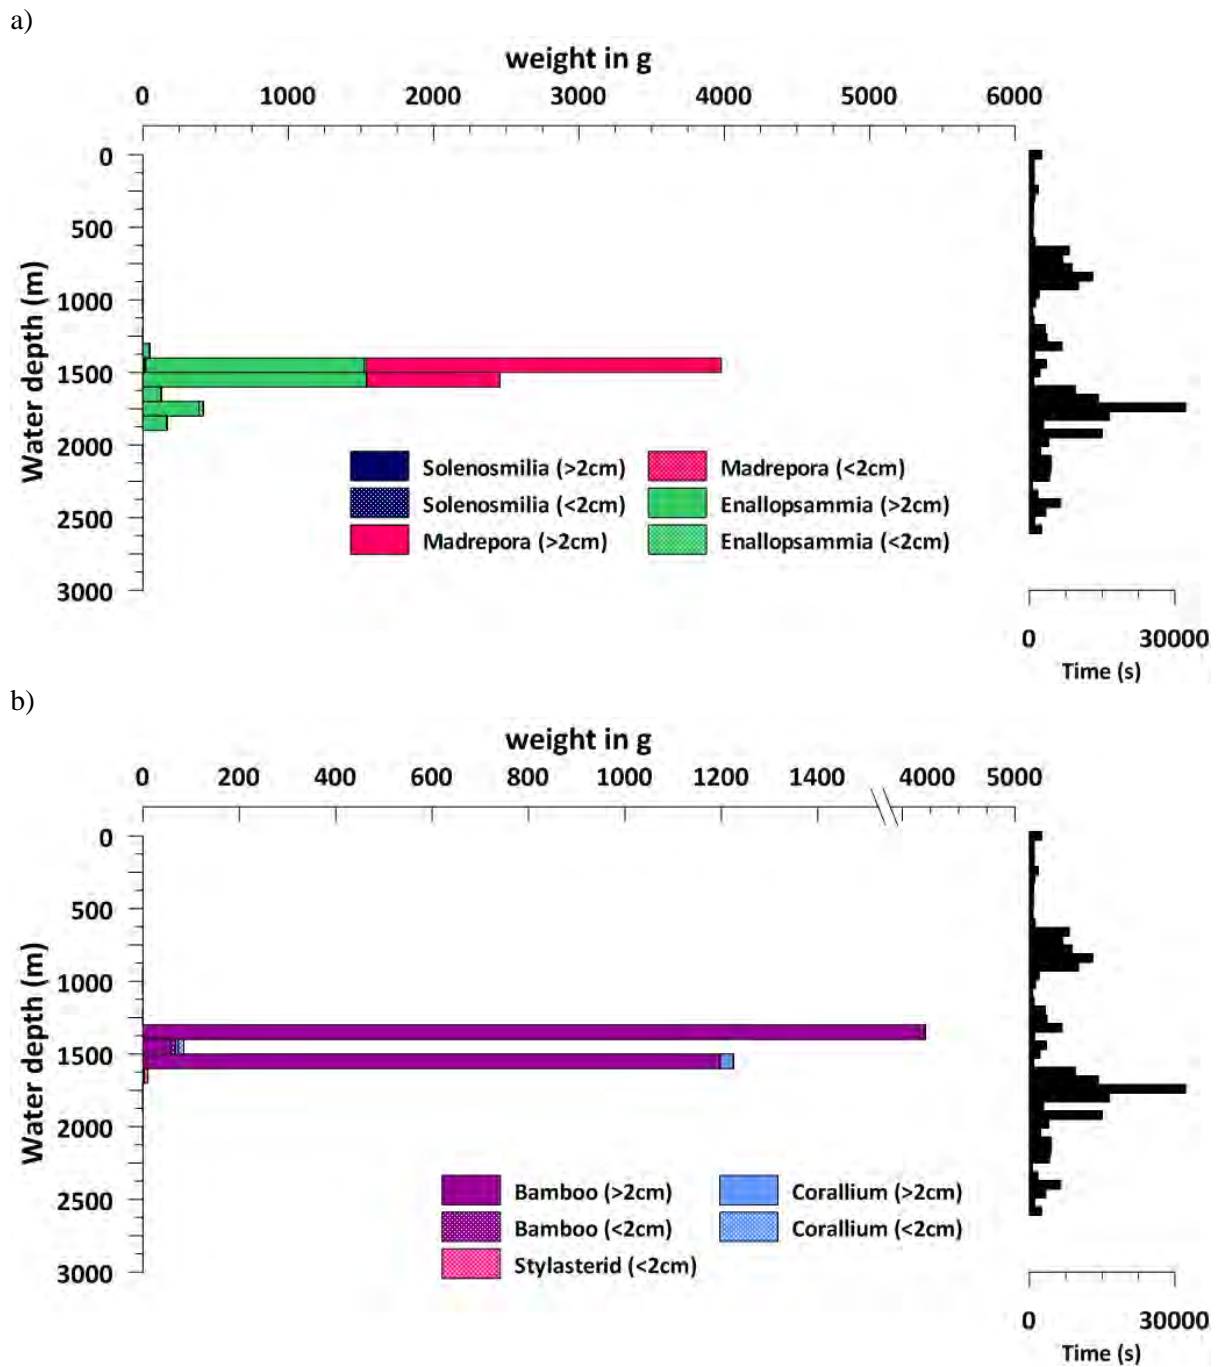 a)
weight in g
0 1000 2000 3000 4000 5000 6000
0
500
1000
1500
2000
2500
3000
Water depth (m)
Solenosmilia (>2cm) Madrepora (<2cm)
Solenosmilia (<2cm) Enallopsammia (>2cm)
Madrepora (>2cm) Enallopsammia (<2cm)
0 30000
Time (s)
b)
weight in g
0 200 400 600 800 1000 1200 1400 4000 5000
0
500
1000
1500
2000
2500
3000
Water depth (m)
Bamboo (>2cm) Corallium (>2cm)
Bamboo (<2cm) Corallium (<2cm)
Stylasterid (<2cm)
0 30000
Time (s)